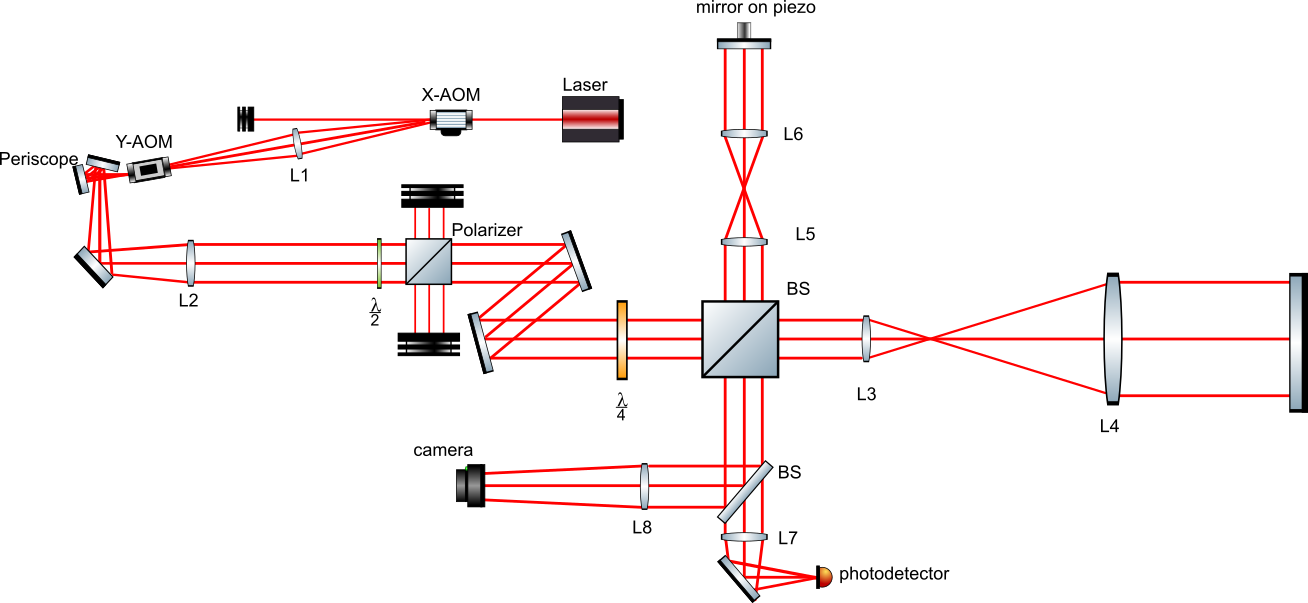 mirror on piezo
Laser
X-AOM
Y-AOM
L6
Periscope
L1
Polarizer
L5
L2
BS
λ
2
L3
λ
4
L4
camera
BS
L8
L7
photodetector